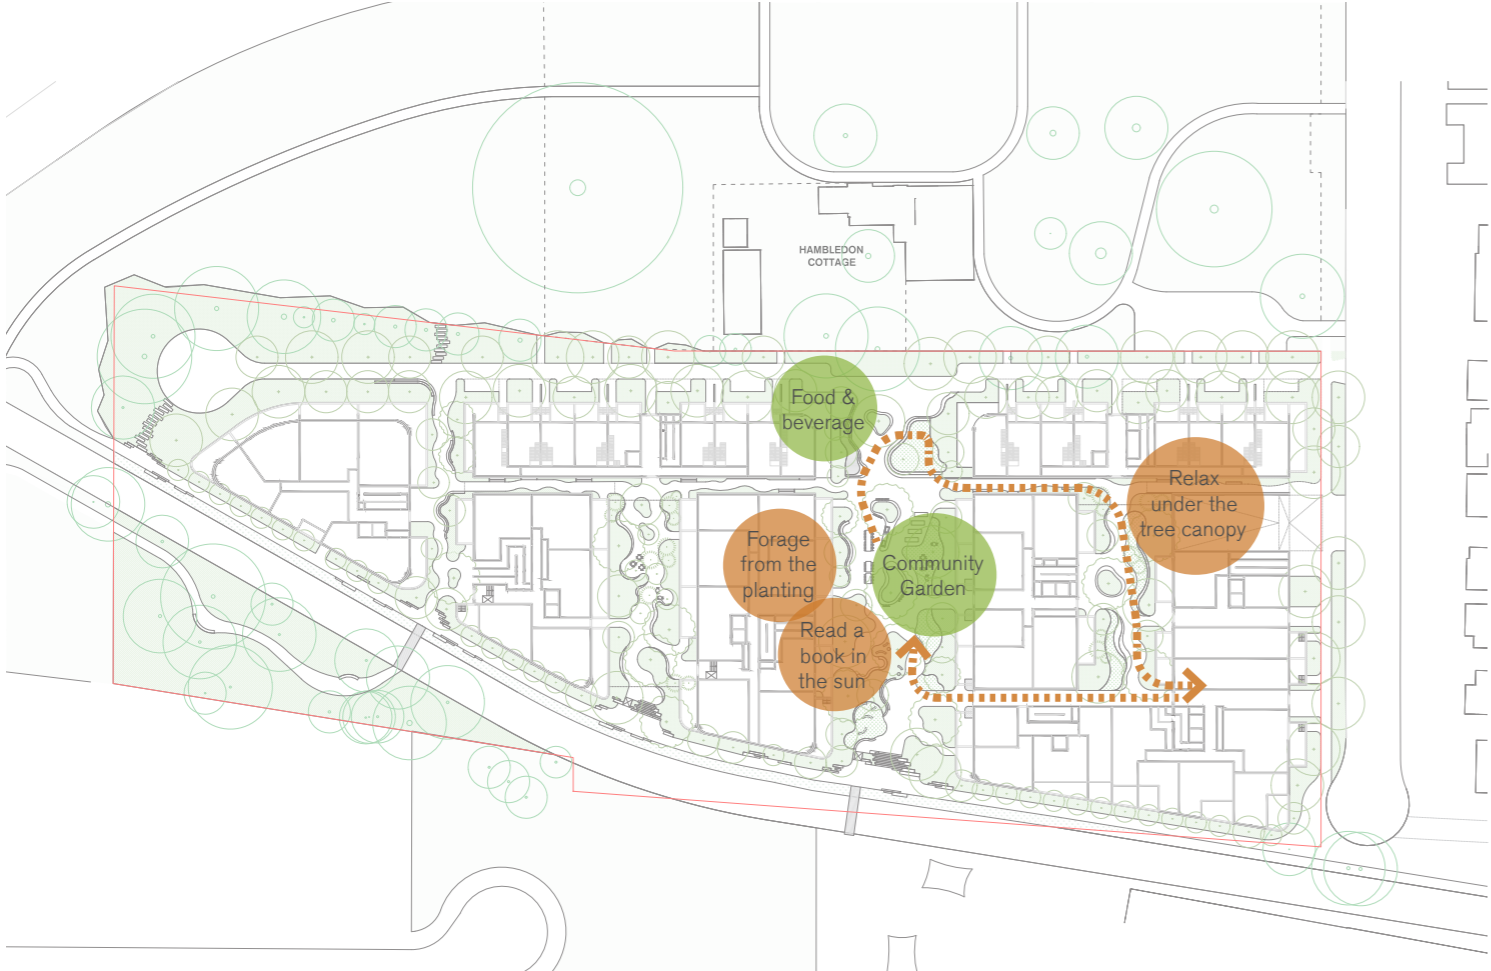 HAMBLEDON
COTTAGE
Food &
beverage
Relax
under the
tree canopy
Forage
from the
planting
Community
Garden
Read a
book in
the sun